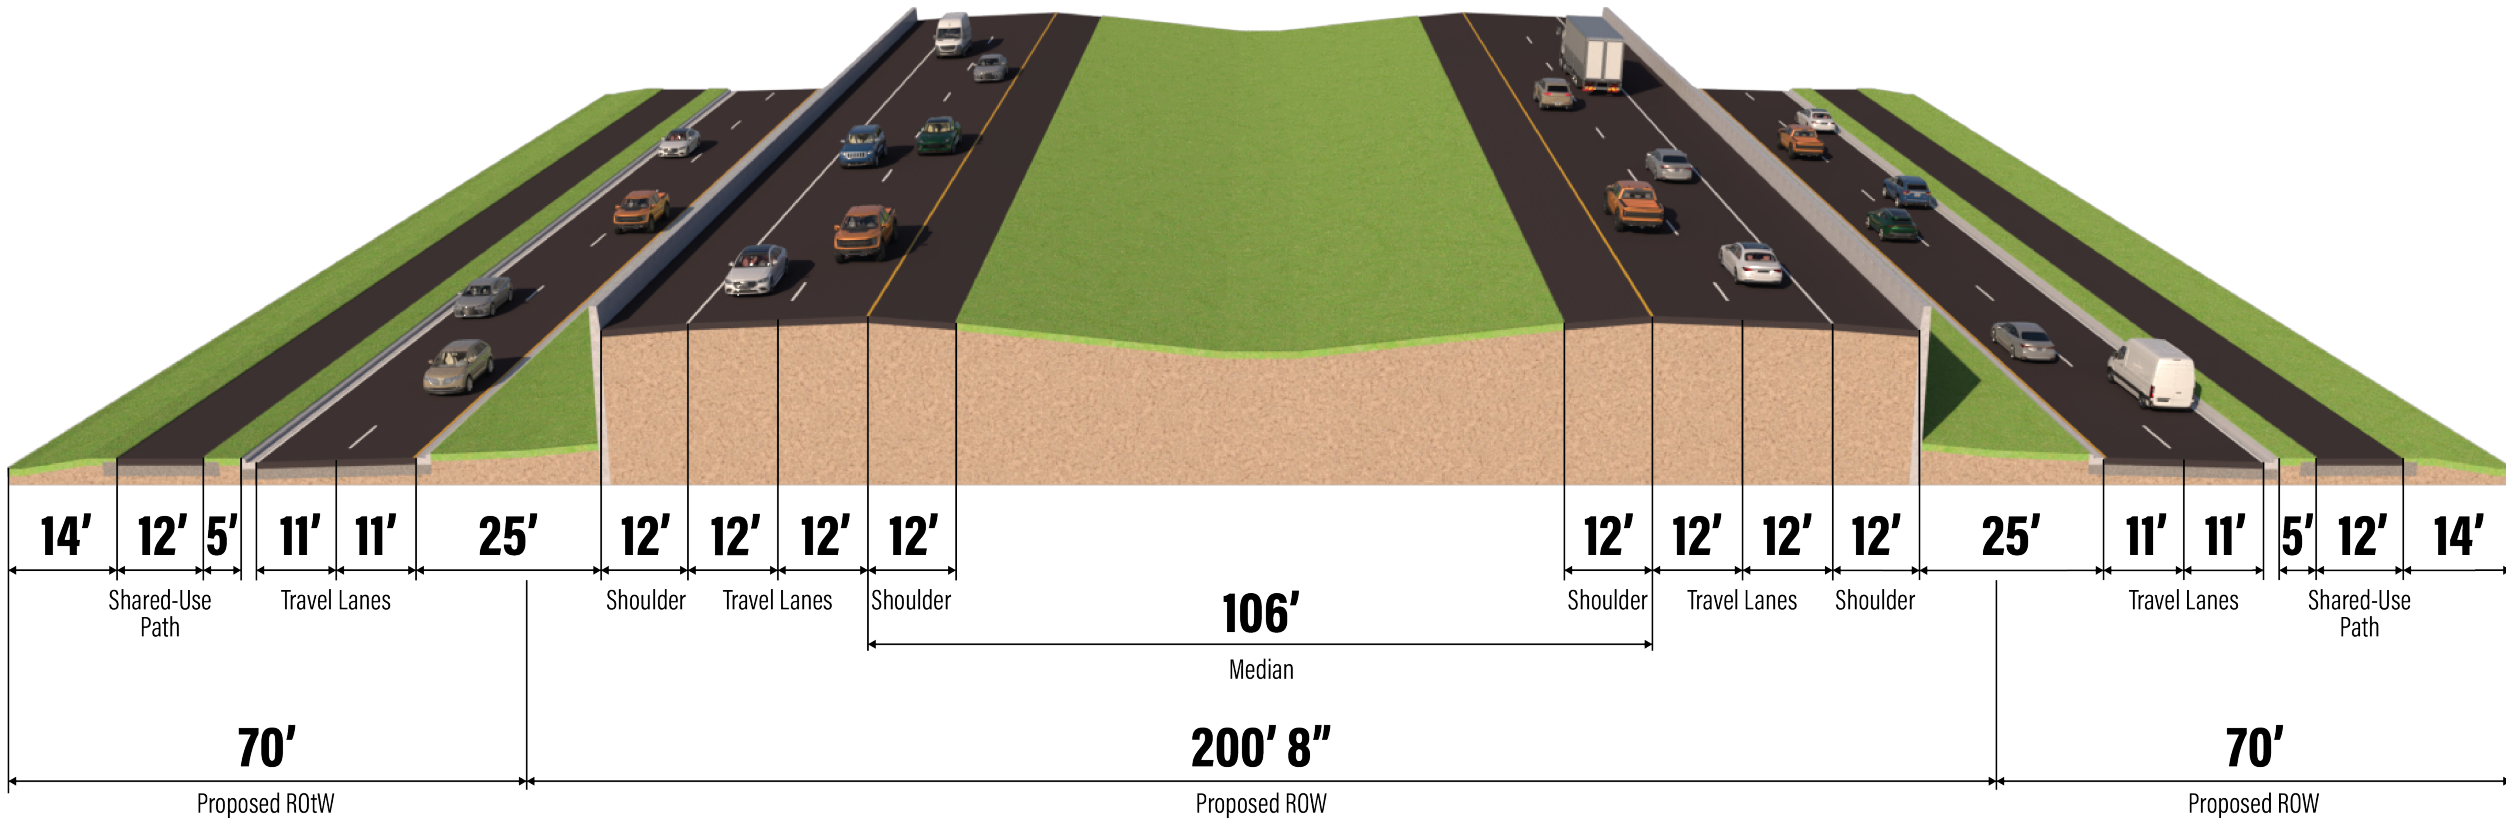 14’ 12’ 5’ 11’ 11’ 25’ 12’ 12’ 12’ 12’ 12’ 12’ 12’ 12’ 25’ 11’ 11’ 5’ 12’ 14’
Shared-Use Travel Lanes Shoulder Travel Lanes Shoulder Shoulder Travel Lanes Shoulder Travel Lanes Shared-Use
Path Path
106’
Median
70’ 200’ 8” 70’
Proposed ROtW Proposed ROW Proposed ROW